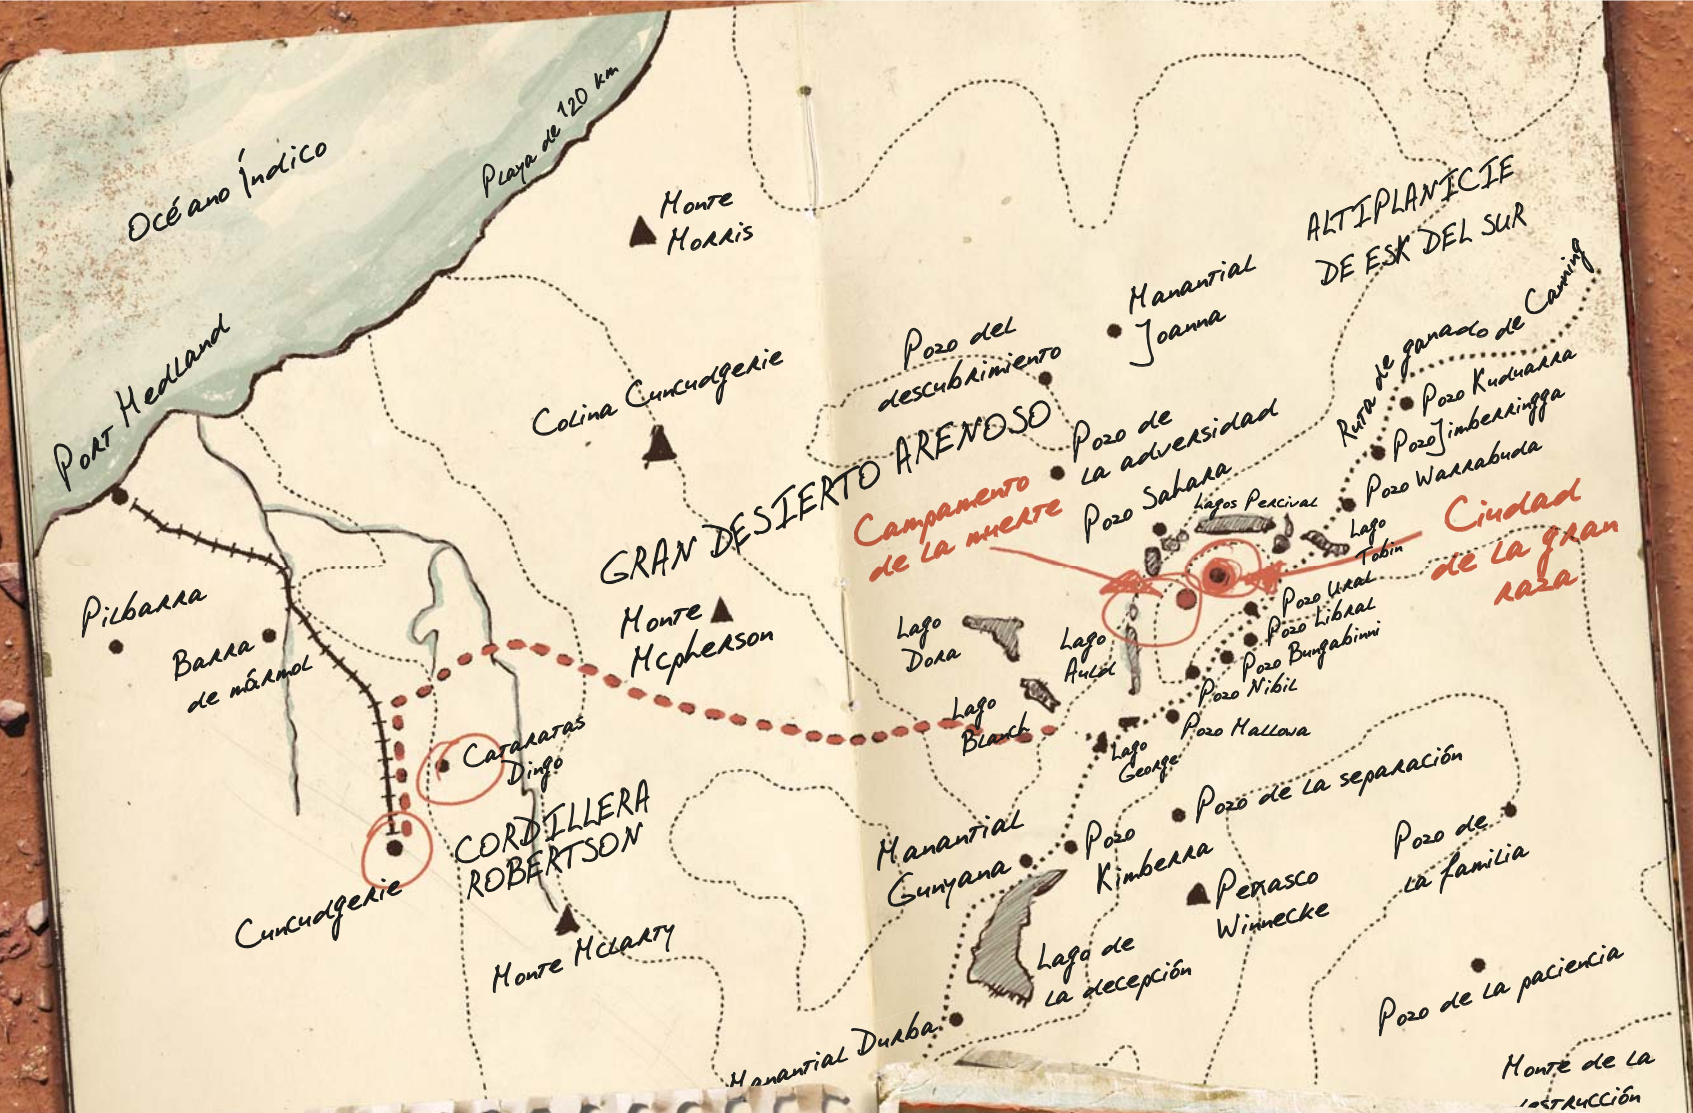 Océano Índico
Playa de 120 km
Monte
Morris
Port Hedland
Colina Cuncudgerie
Pilbarra
Barra
de mármol
Cataratas
Dingo
CORDILLERA
ROBERTSON
Cuncudgerie
Monte McLarty
GRAN DESIERTO ARENOSO
Monte
Mcpherson
ALTIPLANICIE
DE ESK DEL SUR
Manantial
Joanna
Pozo del
descubrimiento
Pozo de
la adversidad
Pozo Sahara
Lagos Percival
Campamento
de la muerte
Ruta de ganado de Canning
Pozo Kuduarra
Pozo Jimberringga
Pozo Warrabuda
Lago
Tobin
Ciudad
de la gran
raza
Pozo Ural
Pozo Libral
Pozo Bungabinni
Pozo Nibil
Pozo Mallowa
Lago
Dora
Lago
Auld
Lago
Blanch
Lago
George
Pozo de la separación
Manantial
Gunyana
Pozo
Kimberra
Peñasco
Winnecke
Pozo de
la familia
Lago de
la decepción
Pozo de la paciencia
Manantial Durba
Monte de la